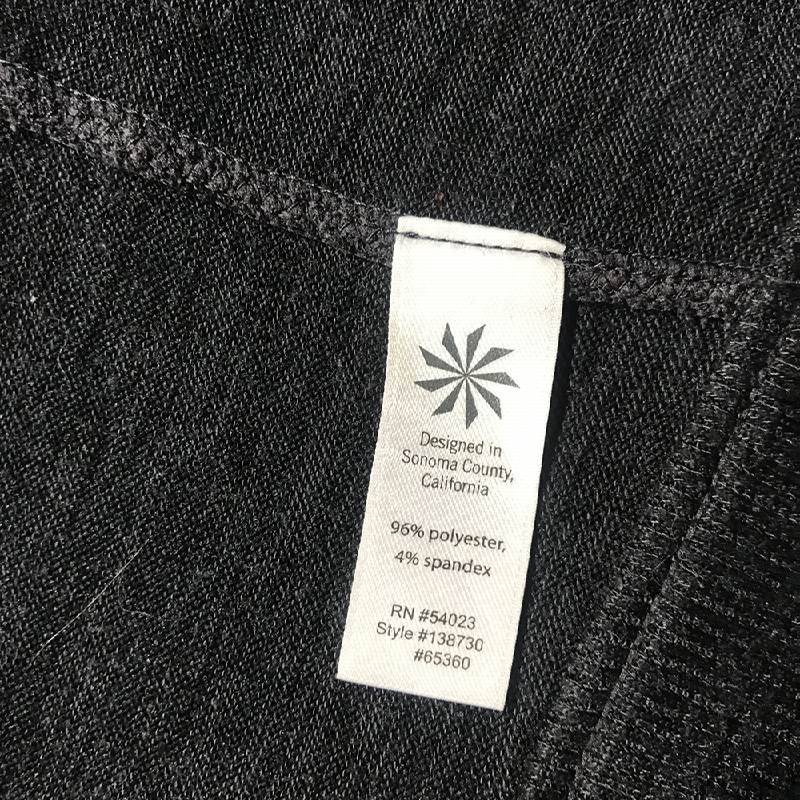 Designed in
Sonoma County,
California
96% polyester,
4% spandex
RN #54023
Style #138730
#65360